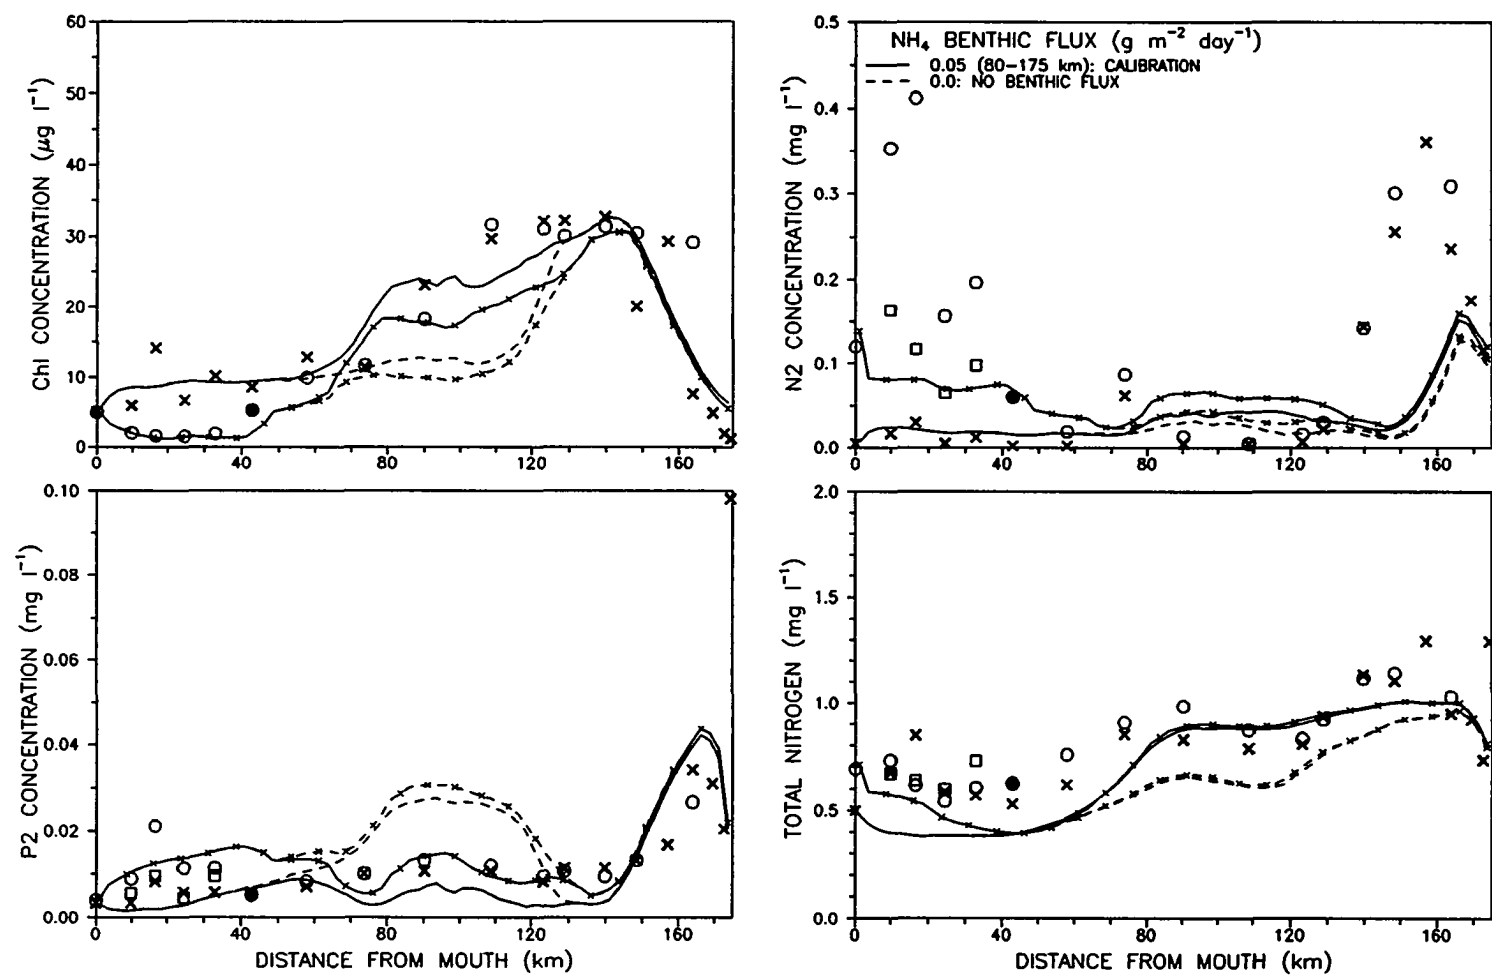 60
50
40
30
20
10
0
Chl CONCENTRATION (μg l⁻¹)
0 40 80 120 160
NH₄ BENTHIC FLUX (g m⁻² day⁻¹)
0.05 (80–175 km): CALIBRATION
0.0: NO BENTHIC FLUX
0.5
0.4
0.3
0.2
0.1
0.0
N2 CONCENTRATION (mg l⁻¹)
0 40 80 120 160
0.10
0.08
0.06
0.04
0.02
0.00
P2 CONCENTRATION (mg l⁻¹)
0 40 80 120 160
DISTANCE FROM MOUTH (km)
2.0
1.5
1.0
0.5
0.0
TOTAL NITROGEN (mg l⁻¹)
0 40 80 120 160
DISTANCE FROM MOUTH (km)